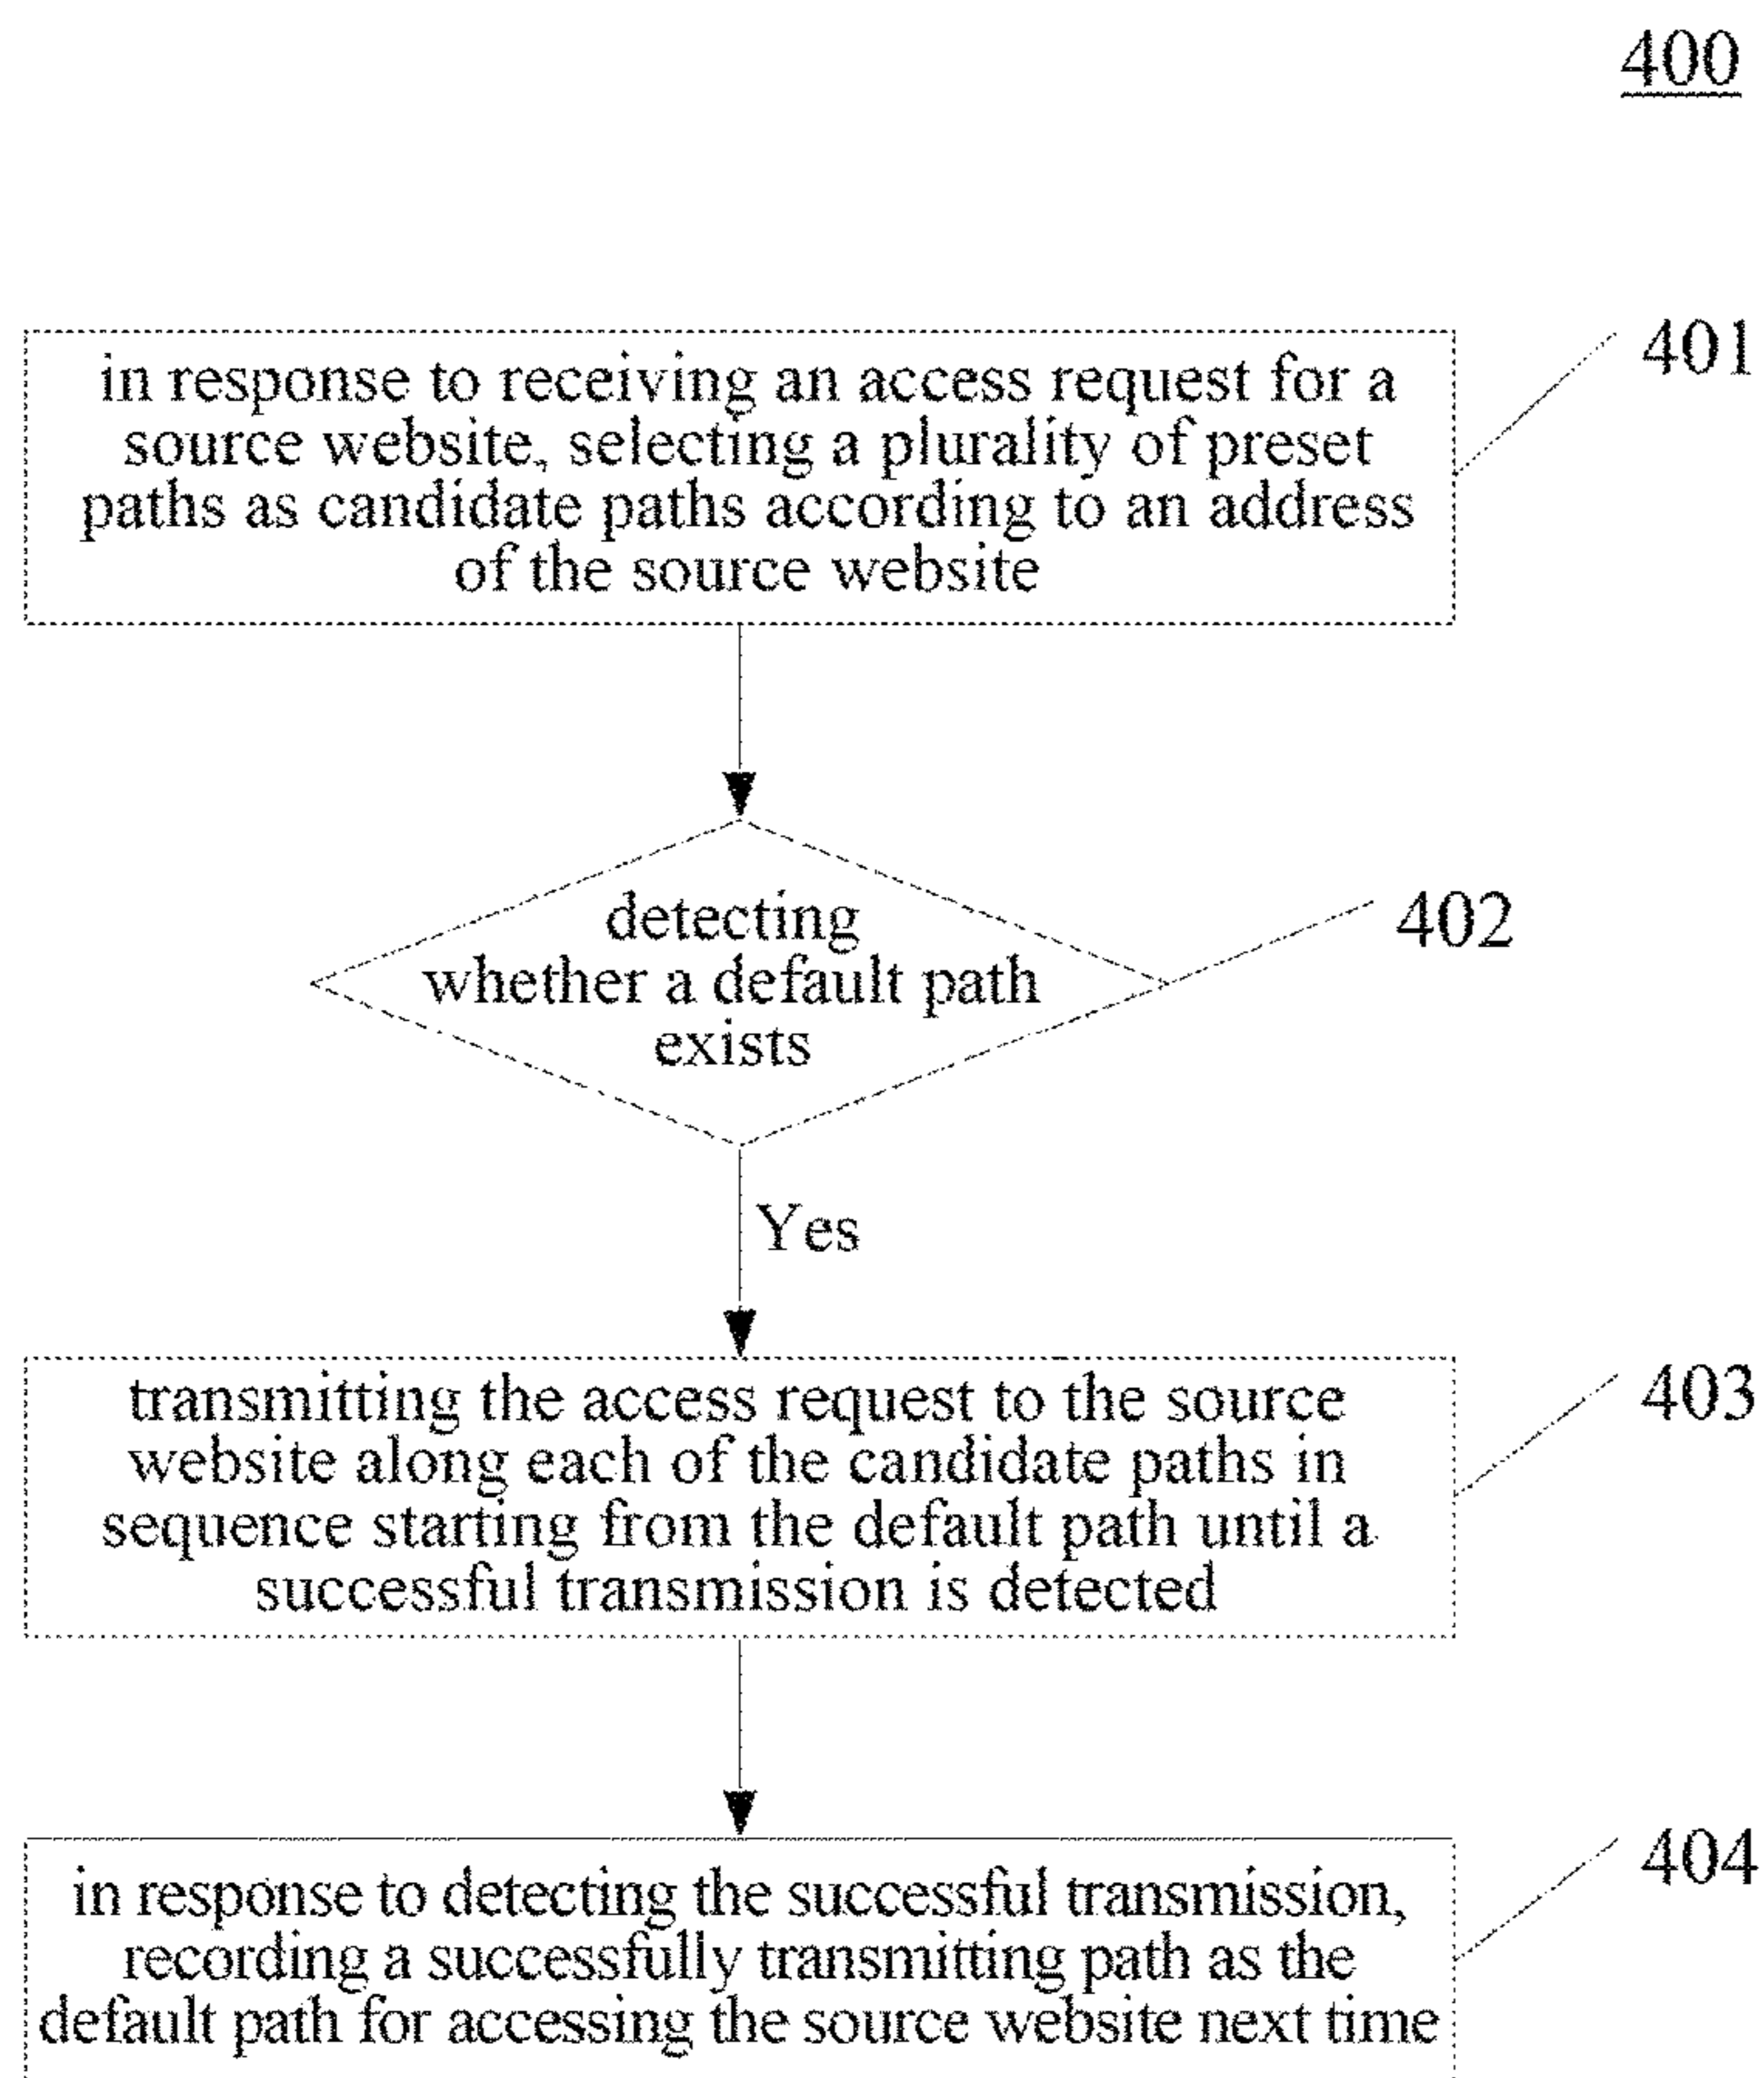 400
in response to receiving an access request for a
source website, selecting a plurality of preset
paths as candidate paths according to an address
of the source website
401
detecting
whether a default path
exists
402
Yes
transmitting the access request to the source
website along each of the candidate paths in
sequence starting from the default path until a
successful transmission is detected
403
in response to detecting the successful transmission,
recording a successfully transmitting path as the
default path for accessing the source website next time
404